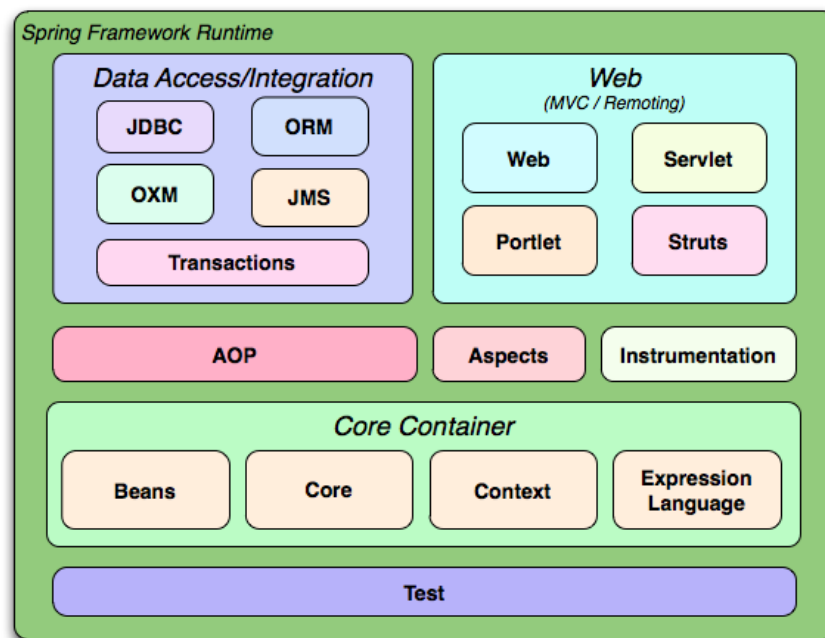 Spring Framework Runtime
Data Access/Integration
JDBC
ORM
OXM
JMS
Transactions
Web
(MVC / Remoting)
Web
Servlet
Portlet
Struts
AOP
Aspects
Instrumentation
Core Container
Beans
Core
Context
Expression
Language
Test